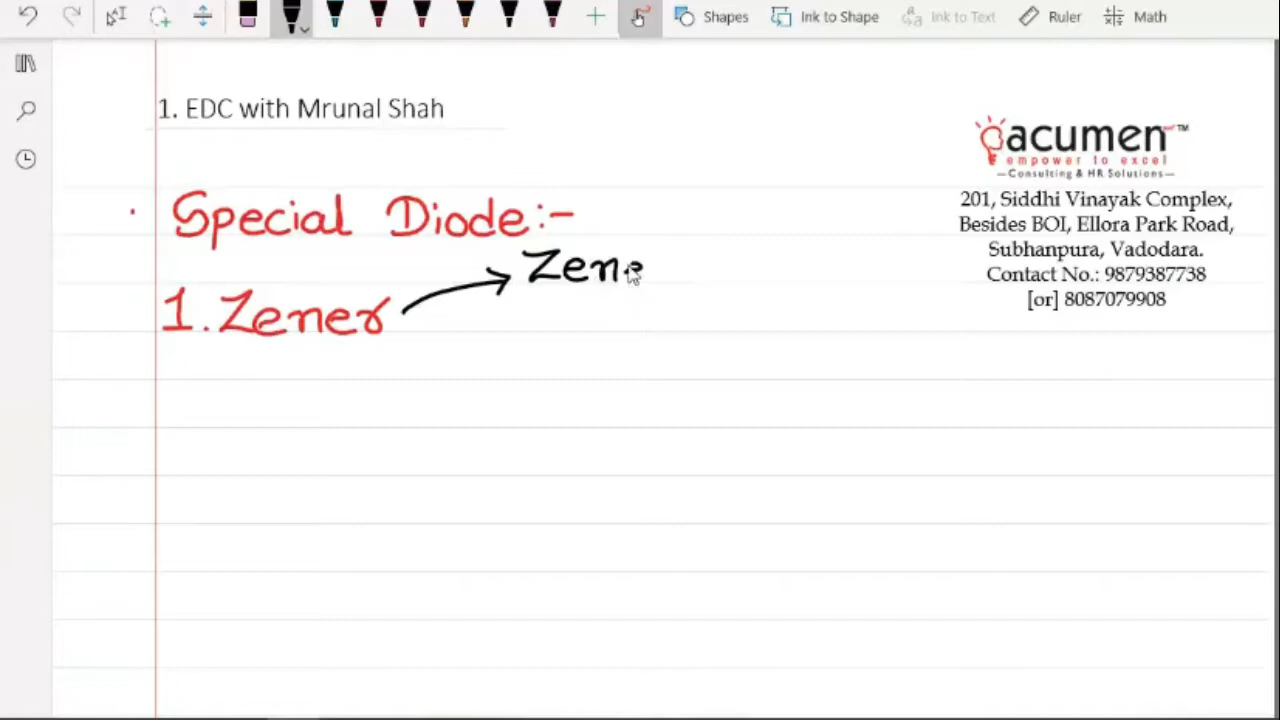 Shapes Ink to Shape Ink to Text Ruler Math
1. EDC with Mrunal Shah
acumen™
empower to excel
—Consulting & HR Solutions—
201, Siddhi Vinayak Complex,
Besides BOI, Ellora Park Road,
Subhanpura, Vadodara.
Contact No.: 9879387738
[or] 8087079908
Special Diode:-
Zene
1. Zener